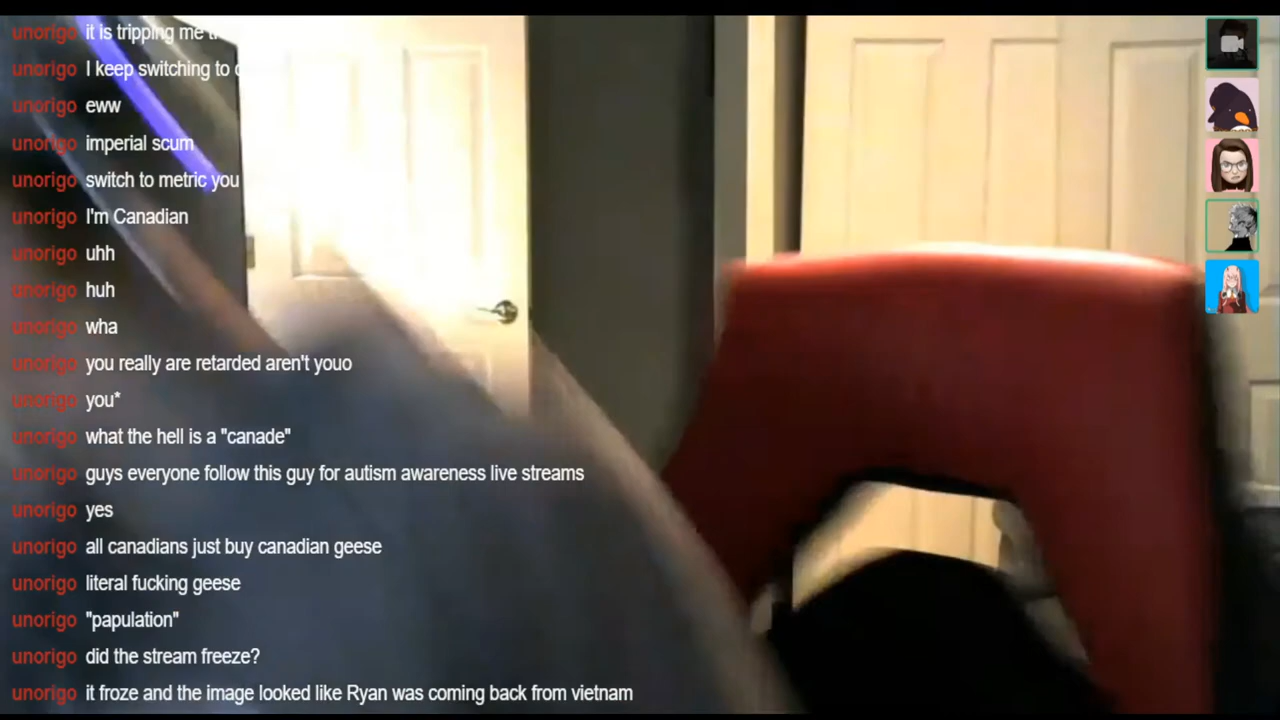 unorigo it is tripping me
unorigo I keep switching to
unorigo eww
unorigo imperial scum
unorigo switch to metric you
unorigo I'm Canadian
unorigo uhh
unorigo huh
unorigo wha
unorigo you really are retarded aren't youo
unorigo you*
unorigo what the hell is a "canade"
unorigo guys everyone follow this guy for autism awareness live streams
unorigo yes
unorigo all canadians just buy canadian geese
unorigo literal fucking geese
unorigo "papulation"
unorigo did the stream freeze?
unorigo it froze and the image looked like Ryan was coming back from vietnam